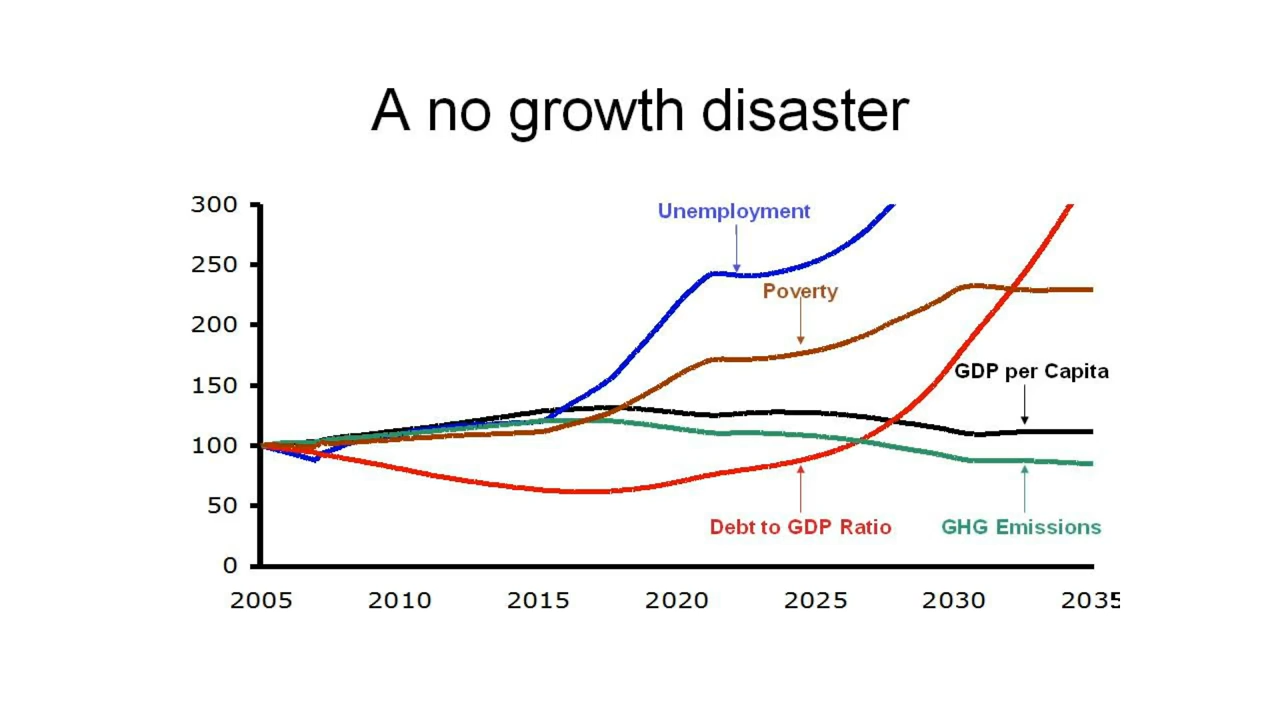 A no growth disaster
300
Unemployment
250
Poverty
200
GDP per Capita
150
100
50
Debt to GDP Ratio
GHG Emissions
0
2005 2010 2015 2020 2025 2030 2035